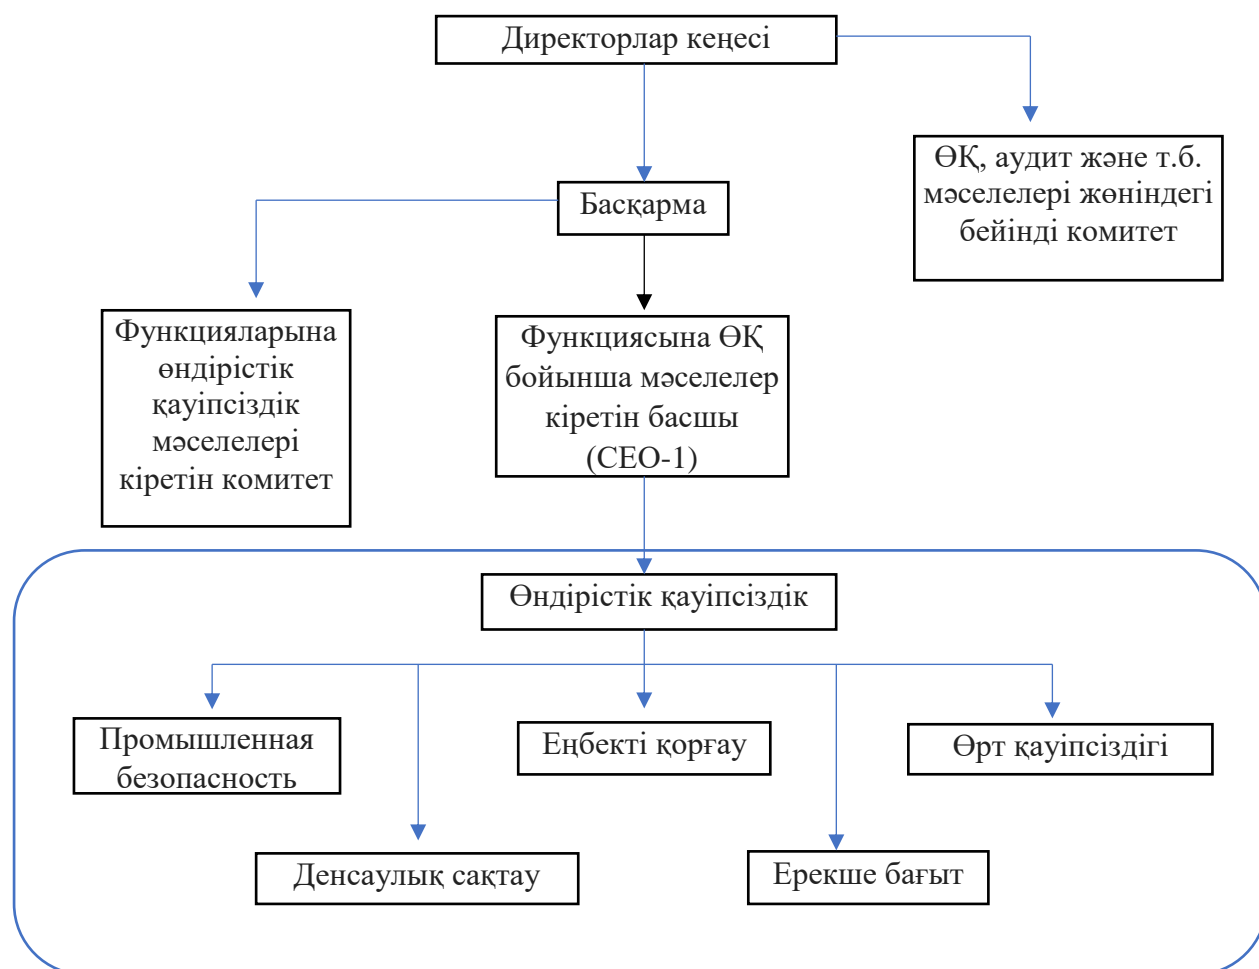 Директорлар кеңесі
ӨҚ, аудит және т.б.
мәселелері жөніндегі
бейінді комитет
Басқарма
Функцияларына
өндірістік
қауіпсіздік
мәселелері
кіретін комитет
Функциясына ӨҚ
бойынша мәселелер
кіретін басшы
(CEO-1)
Өндірістік қауіпсіздік
Промышленная
безопасность
Еңбекті қорғау
Өрт қауіпсіздігі
Денсаулық сақтау
Ерекше бағыт